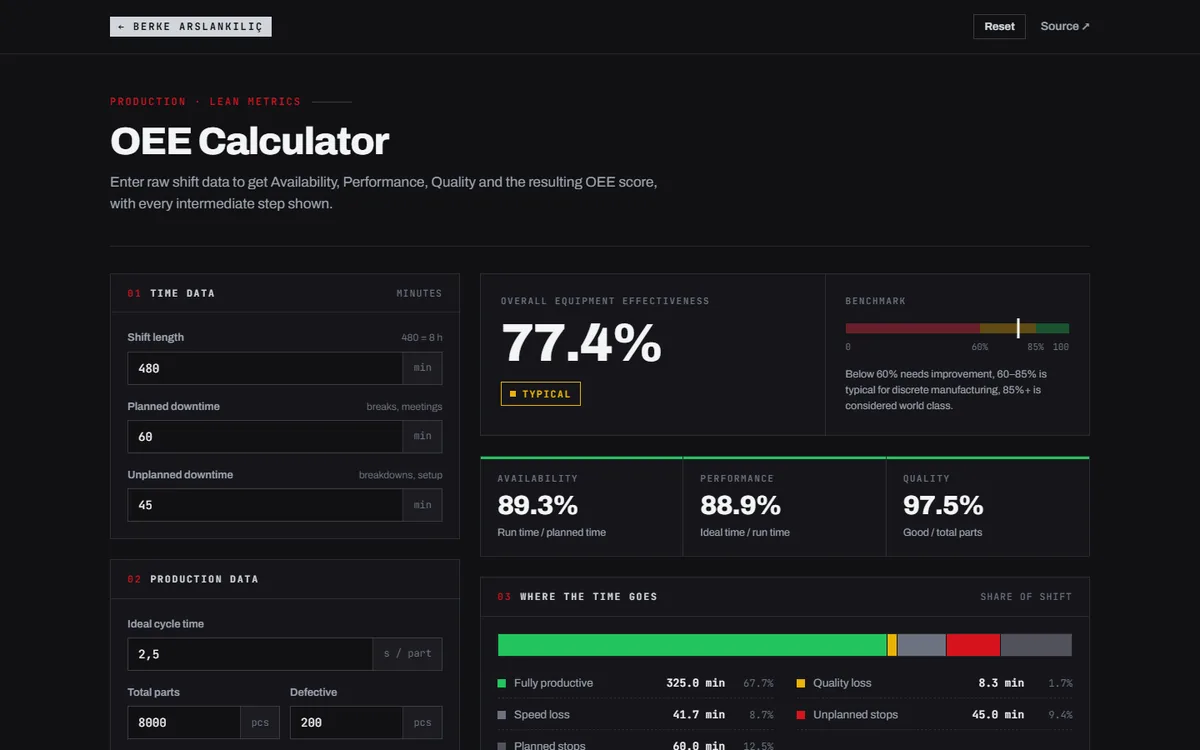 ← BERKE ARSLANKILIÇ
Reset
Source ↗
PRODUCTION · LEAN METRICS
OEE Calculator
Enter raw shift data to get Availability, Performance, Quality and the resulting OEE score,
with every intermediate step shown.
01 TIME DATA
MINUTES
Shift length
480 = 8 h
480
min
Planned downtime
breaks, meetings
60
min
Unplanned downtime
breakdowns, setup
45
min
02 PRODUCTION DATA
Ideal cycle time
2,5
s / part
Total parts
Defective
8000
pcs
200
pcs
OVERALL EQUIPMENT EFFECTIVENESS
77.4%
TYPICAL
BENCHMARK
0
60%
85%
100
Below 60% needs improvement, 60–85% is
typical for discrete manufacturing, 85%+ is
considered world class.
AVAILABILITY
89.3%
Run time / planned time
PERFORMANCE
88.9%
Ideal time / run time
QUALITY
97.5%
Good / total parts
03 WHERE THE TIME GOES
SHARE OF SHIFT
Fully productive 325.0 min 67.7%
Quality loss 8.3 min 1.7%
Speed loss 41.7 min 8.7%
Unplanned stops 45.0 min 9.4%
Planned stops 60.0 min 12.5%